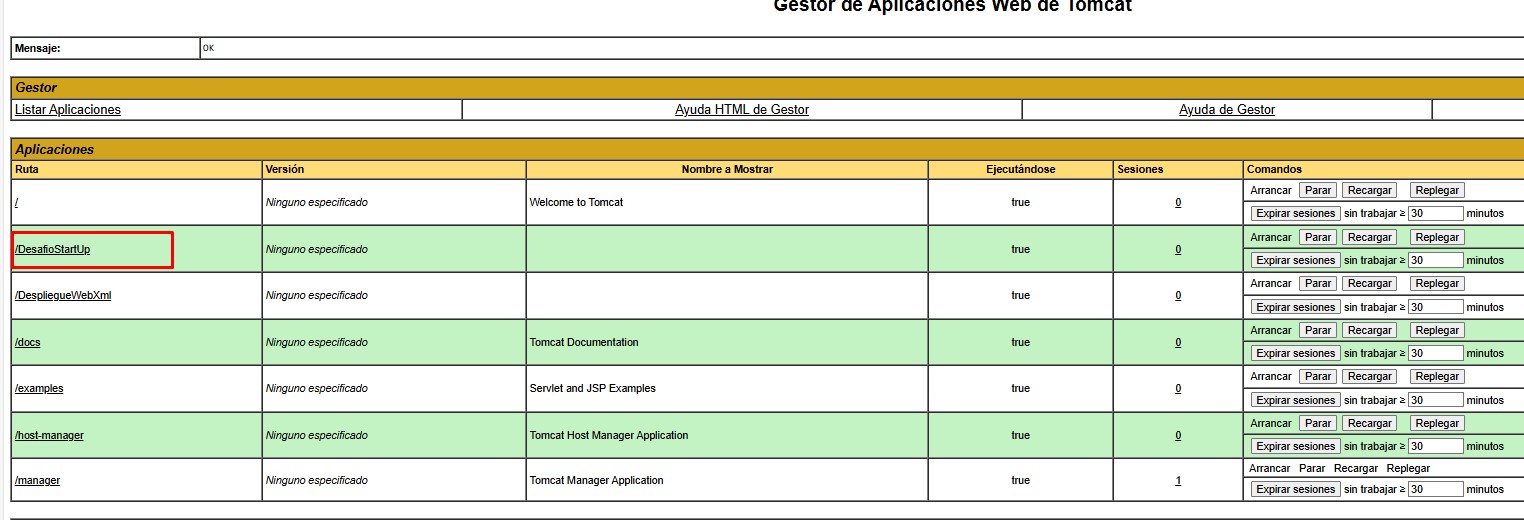 Gestor de Aplicaciones Web de Tomcat
Mensaje: OK
Gestor
Listar Aplicaciones Ayuda HTML de Gestor Ayuda de Gestor
Aplicaciones
Ruta Versión Nombre a Mostrar Ejecutándose Sesiones Comandos
/ Ninguno especificado Welcome to Tomcat true 0 Arrancar Parar Recargar Replegar
Expirar sesiones sin trabajar ≥ 30 minutos
/DesafioStartUp Ninguno especificado true 0 Arrancar Parar Recargar Replegar
Expirar sesiones sin trabajar ≥ 30 minutos
/DespliegueWebXml Ninguno especificado true 0 Arrancar Parar Recargar Replegar
Expirar sesiones sin trabajar ≥ 30 minutos
/docs Ninguno especificado Tomcat Documentation true 0 Arrancar Parar Recargar Replegar
Expirar sesiones sin trabajar ≥ 30 minutos
/examples Ninguno especificado Servlet and JSP Examples true 0 Arrancar Parar Recargar Replegar
Expirar sesiones sin trabajar ≥ 30 minutos
/host-manager Ninguno especificado Tomcat Host Manager Application true 0 Arrancar Parar Recargar Replegar
Expirar sesiones sin trabajar ≥ 30 minutos
/manager Ninguno especificado Tomcat Manager Application true 1 Arrancar Parar Recargar Replegar
Expirar sesiones sin trabajar ≥ 30 minutos